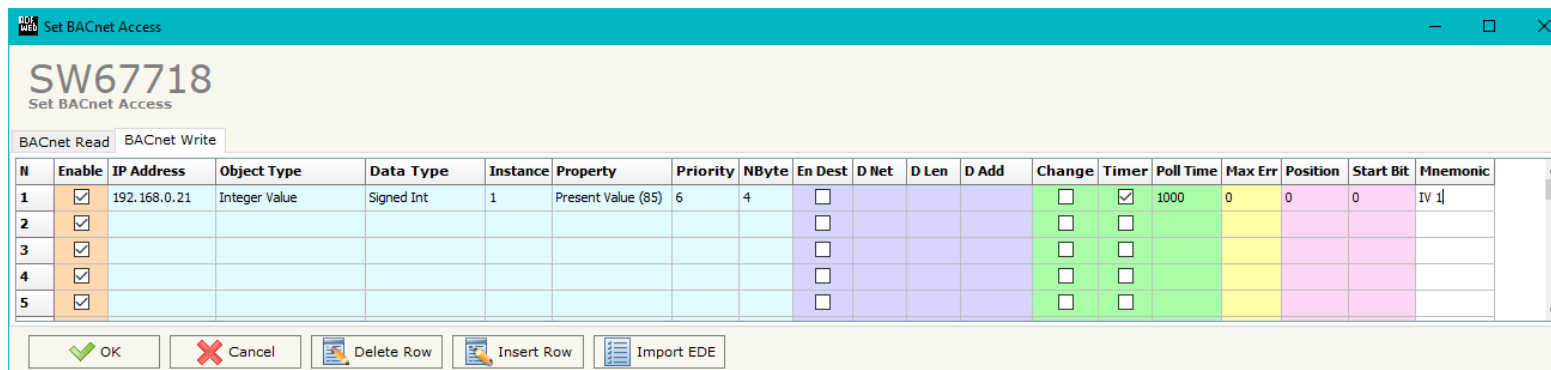 ADF WEB Set BACnet Access
SW67718
Set BACnet Access
BACnet Read BACnet Write
N Enable IP Address Object Type Data Type Instance Property Priority NByte En Dest D Net D Len D Add Change Timer Poll Time Max Err Position Start Bit Mnemonic
1 192.168.0.21 Integer Value Signed Int 1 Present Value (85) 6 4 1000 0 0 0 IV 1
2
3
4
5
OK Cancel Delete Row Insert Row Import EDE